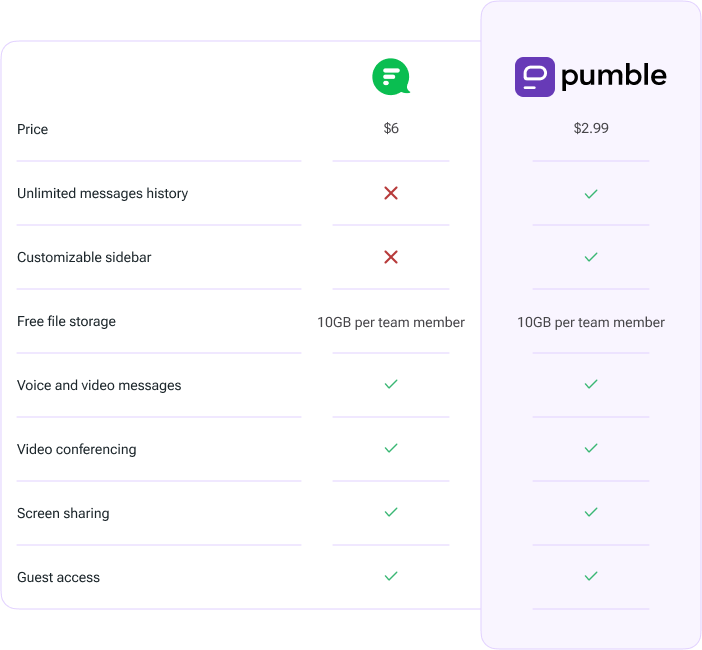 pumble
Price $6 $2.99
Unlimited messages history
Customizable sidebar
Free file storage 10GB per team member 10GB per team member
Voice and video messages
Video conferencing
Screen sharing
Guest access